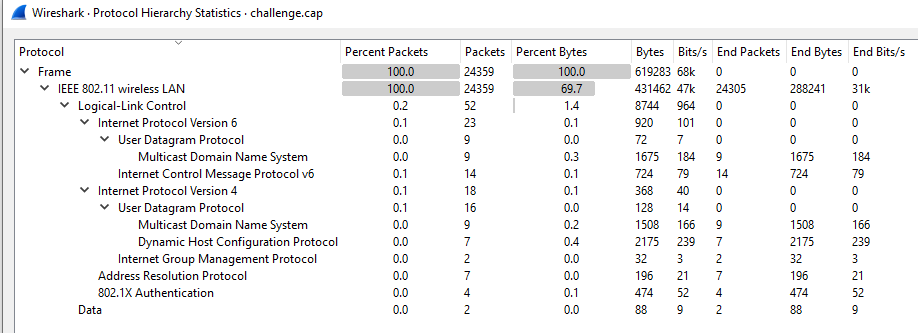 Wireshark · Protocol Hierarchy Statistics · challenge.cap
Protocol Percent Packets Packets Percent Bytes Bytes Bits/s End Packets End Bytes End Bits/s
Frame 100.0 24359 100.0 619283 68k 0 0 0
IEEE 802.11 wireless LAN 100.0 24359 69.7 431462 47k 24305 288241 31k
Logical-Link Control 0.2 52 1.4 8744 964 0 0 0
Internet Protocol Version 6 0.1 23 0.1 920 101 0 0 0
User Datagram Protocol 0.0 9 0.0 72 7 0 0 0
Multicast Domain Name System 0.0 9 0.3 1675 184 9 1675 184
Internet Control Message Protocol v6 0.1 14 0.1 724 79 14 724 79
Internet Protocol Version 4 0.1 18 0.1 368 40 0 0 0
User Datagram Protocol 0.1 16 0.0 128 14 0 0 0
Multicast Domain Name System 0.0 9 0.2 1508 166 9 1508 166
Dynamic Host Configuration Protocol 0.0 7 0.4 2175 239 7 2175 239
Internet Group Management Protocol 0.0 2 0.0 32 3 2 32 3
Address Resolution Protocol 0.0 7 0.0 196 21 7 196 21
802.1X Authentication 0.0 4 0.1 474 52 4 474 52
Data 0.0 2 0.0 88 9 2 88 9